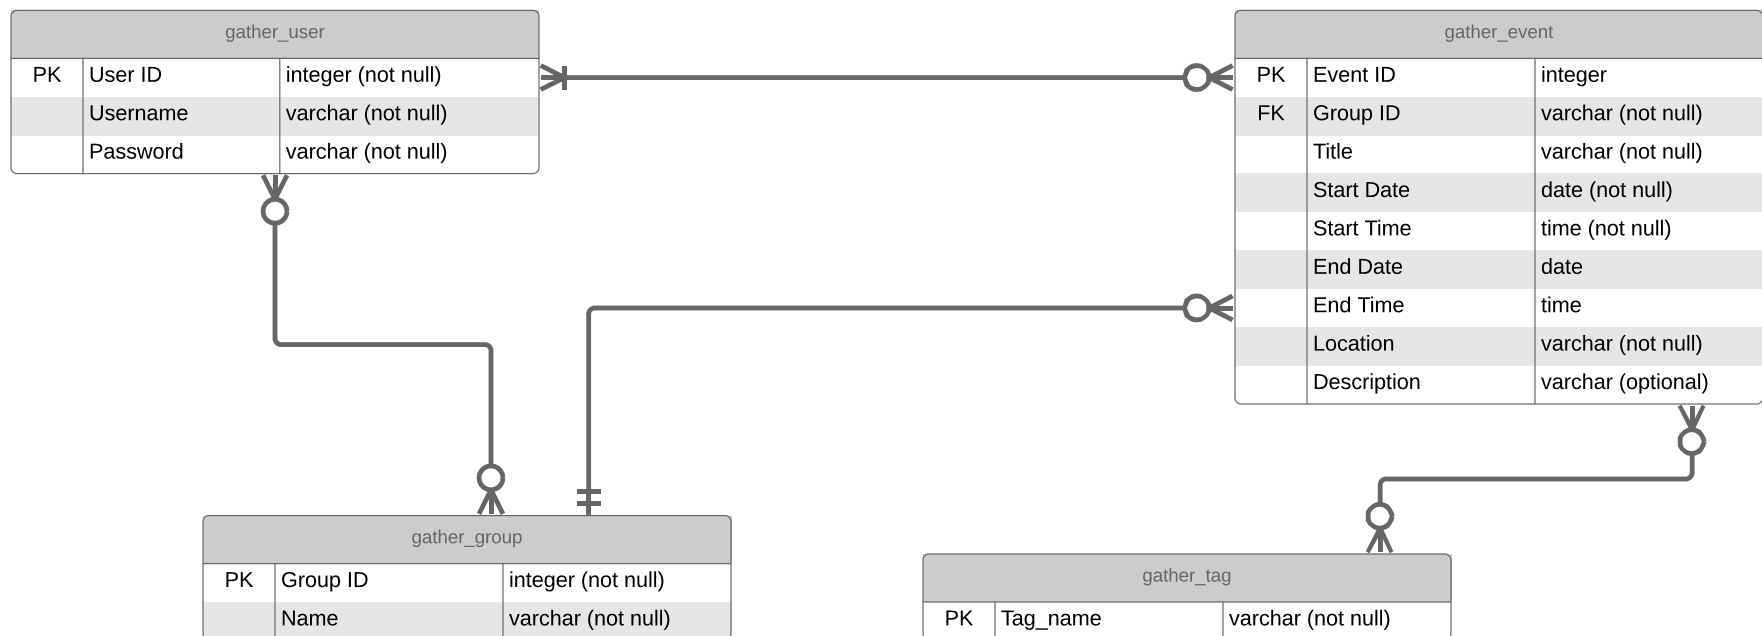 gather_user
PK User ID integer (not null)
Username varchar (not null)
Password varchar (not null)
gather_event
PK Event ID integer
FK Group ID varchar (not null)
Title varchar (not null)
Start Date date (not null)
Start Time time (not null)
End Date date
End Time time
Location varchar (not null)
Description varchar (optional)
gather_group
PK Group ID integer (not null)
Name varchar (not null)
gather_tag
PK Tag_name varchar (not null)